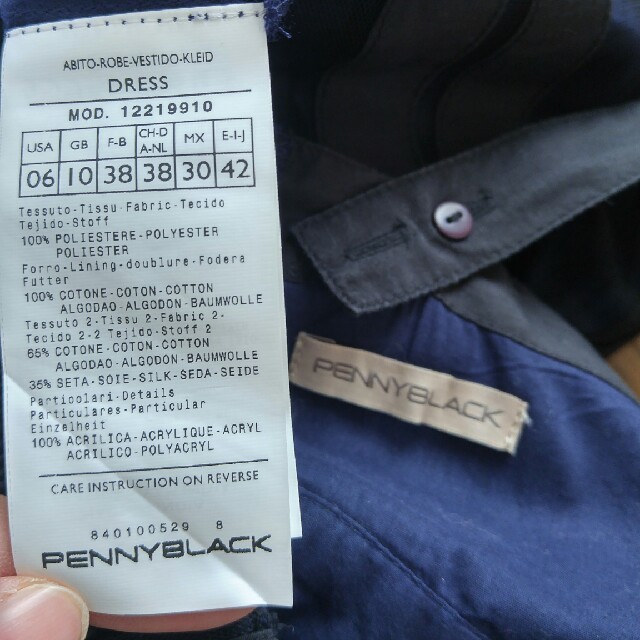 ABITO-ROBE-VESTIDO-KLEID
DRESS
MOD. 12219910
USA GB F-B CH-D A-NL MX E-I-J
06 10 38 38 30 42
Tessuto-Tissu-Fabric-Tecido
Tejido-Stoff
100% POLIESTERE-POLYESTER
POLIESTER
Forro-Lining-doublure-Fodera
Futter
100% COTONE-COTON-COTTON
ALGODAO-ALGODON-BAUMWOLLE
Tessuto 2-Tissu 2-Fabric 2-
Tecido 2-2 Tejido-Stoff 2
65% COTONE-COTON-COTTON
ALGODAO-ALGODON-BAUMWOLLE
35% SETA-SOIE-SILK-SEDA-SEIDE
Particolari-Details
Particulares-Particular
Einzelheit
100% ACRILICA-ACRYLIQUE-ACRYL
ACRILICO-POLYACRYL
CARE INSTRUCTION ON REVERSE
840100529 8
PENNYBLACK
PENNYBLACK